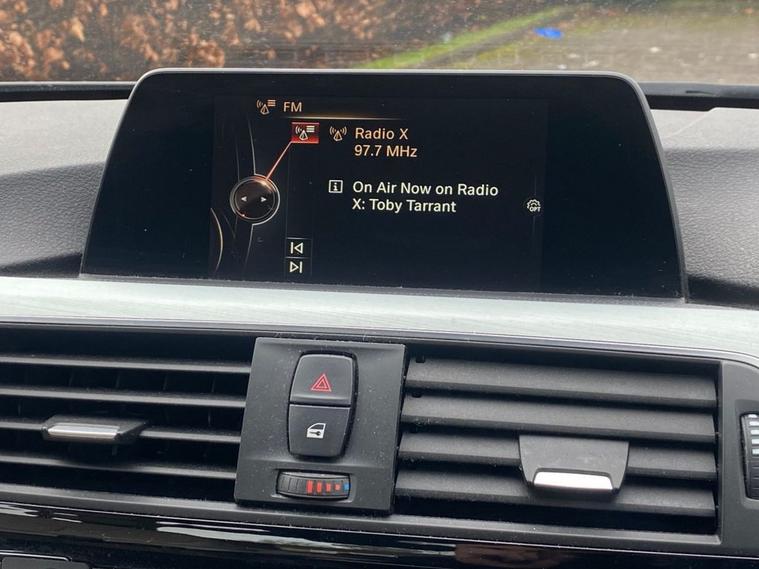 FM
Radio X
97.7 MHz
On Air Now on Radio
X: Toby Tarrant
OPT